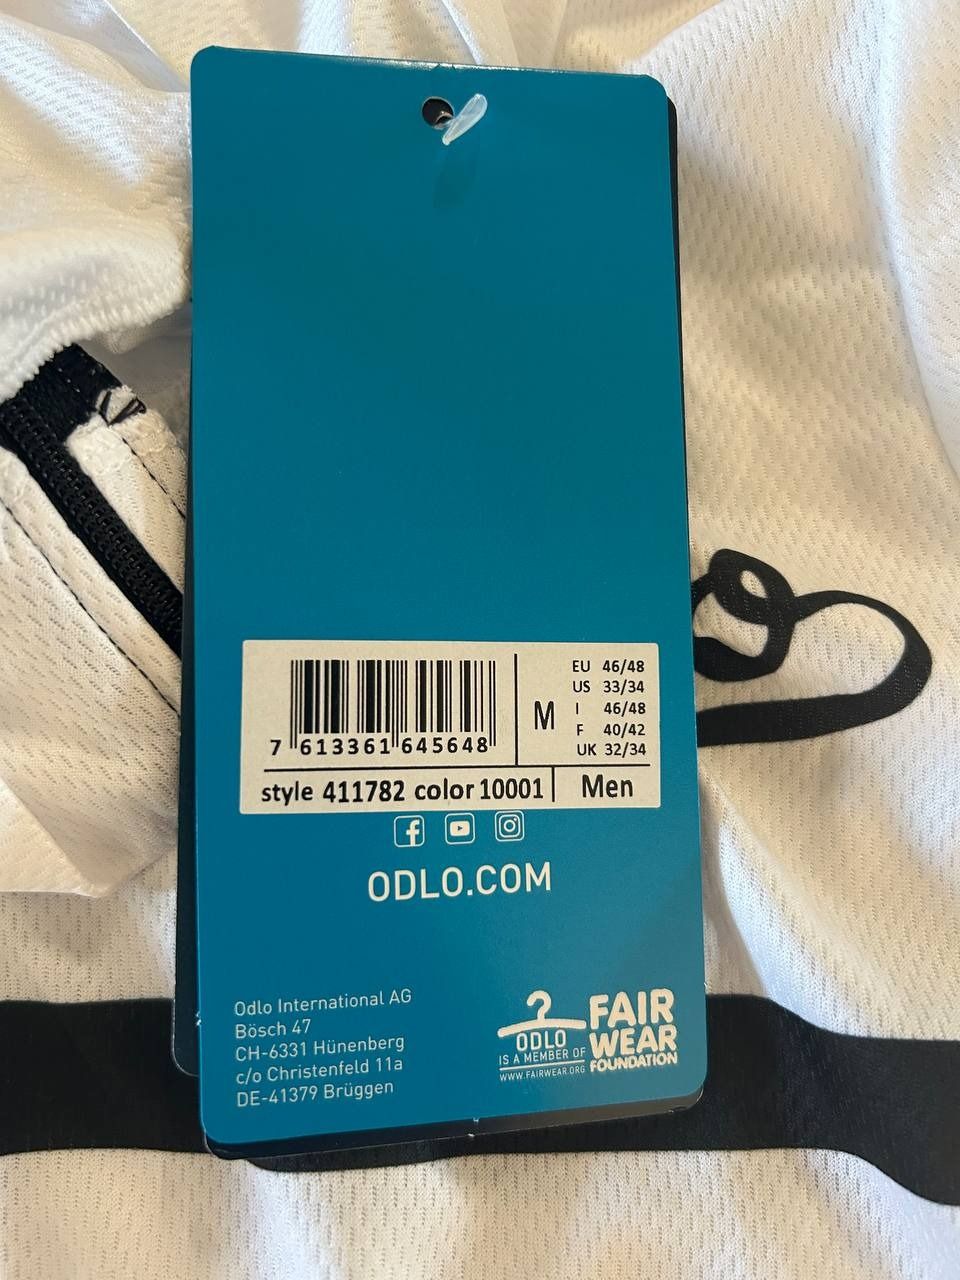 7 613361 645648
M
EU 46/48
US 33/34
I 46/48
F 40/42
UK 32/34
style 411782 color 10001
Men
ODLO.COM
Odlo International AG
Bösch 47
CH-6331 Hünenberg
c/o Christenfeld 11a
DE-41379 Brüggen
ODLO
IS A MEMBER OF
WWW.FAIRWEAR.ORG
FAIR
WEAR
FOUNDATION